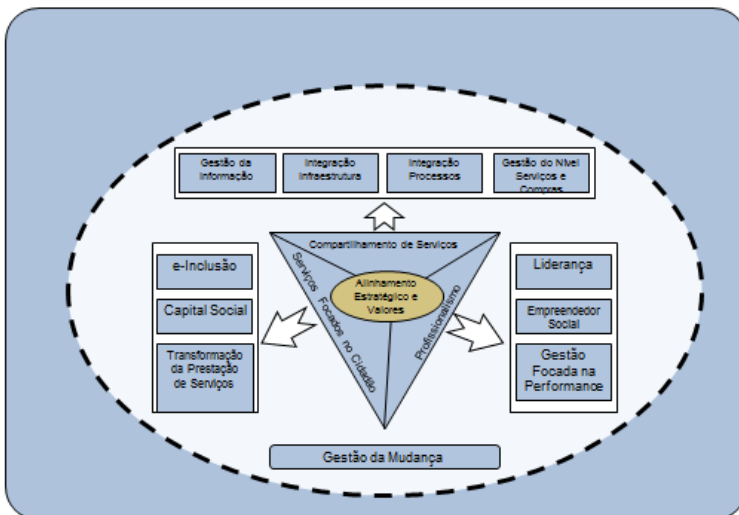 Gestão da
Informação
Integração
Infraestrutura
Integração
Processos
Gestão do Nível
Serviços e
Compras
Compartilhamento de Serviços
Serviços Focados no Cidadão
Alinhamento
Estratégico e
Valores
Profissionalismo
e-Inclusão
Capital Social
Transformação
da Prestação
de Serviços
Liderança
Empreendedor
Social
Gestão
Focada na
Performance
Gestão da Mudança